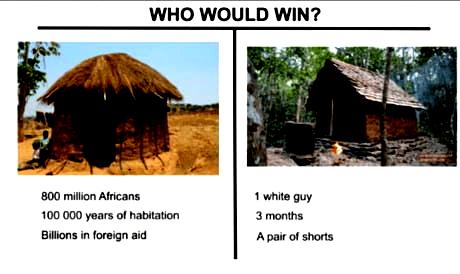 WHO WOULD WIN?
800 million Africans
100 000 years of habitation
Billions in foreign aid
1 white guy
3 months
A pair of shorts